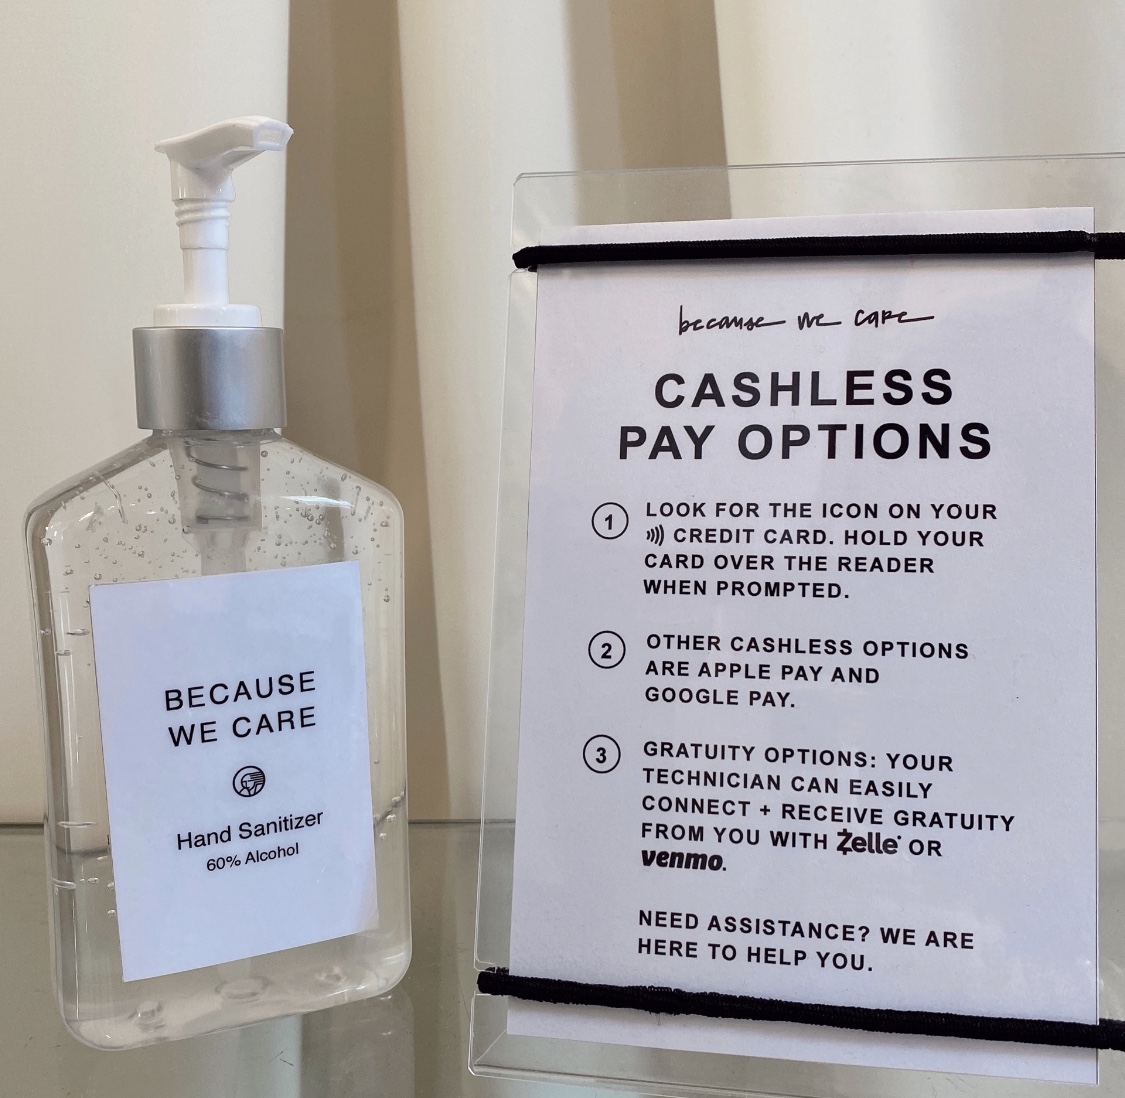 BECAUSE
WE CARE
Hand Sanitizer
60% Alcohol
because we care
CASHLESS
PAY OPTIONS
1 LOOK FOR THE ICON ON YOUR
CREDIT CARD. HOLD YOUR
CARD OVER THE READER
WHEN PROMPTED.
2 OTHER CASHLESS OPTIONS
ARE APPLE PAY AND
GOOGLE PAY.
3 GRATUITY OPTIONS: YOUR
TECHNICIAN CAN EASILY
CONNECT + RECEIVE GRATUITY
FROM YOU WITH Zelle OR
venmo.
NEED ASSISTANCE? WE ARE
HERE TO HELP YOU.